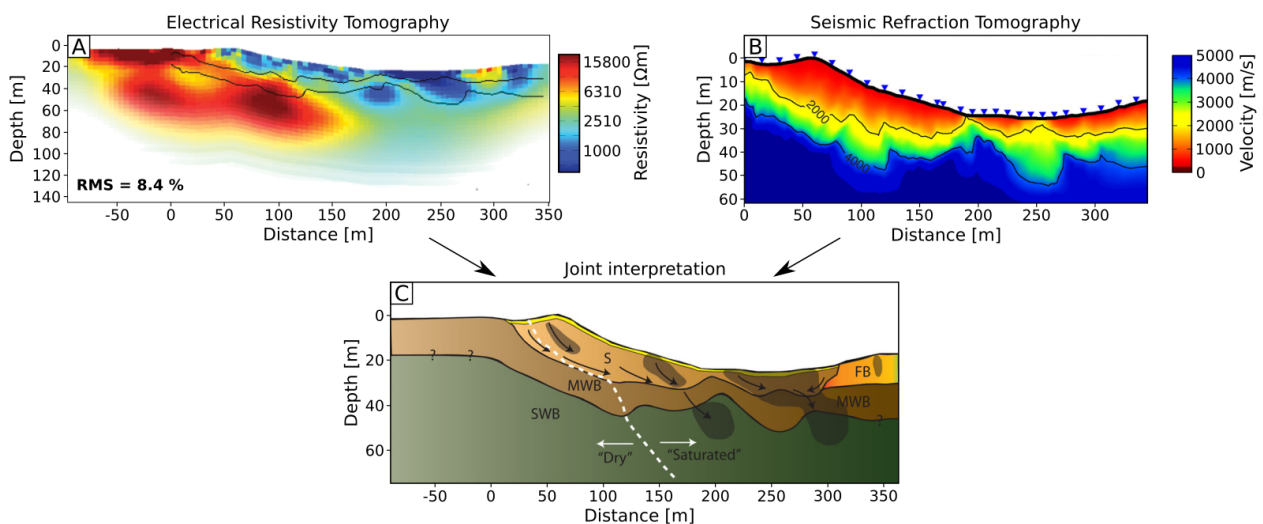 Electrical Resistivity Tomography
A
0
20
40
60
80
100
120
140
Depth [m]
RMS = 8.4 %
-50 0 50 100 150 200 250 300 350
Distance [m]
15800
6310
2510
1000
Resistivity [Ωm]
Seismic Refraction Tomography
B
0
10
20
30
40
50
60
Depth [m]
2000
4000
0 50 100 150 200 250 300
Distance [m]
5000
4000
3000
2000
1000
0
Velocity [m/s]
Joint interpretation
C
0
20
40
60
Depth [m]
? ?
S
MWB
SWB
FB
MWB
?
"Dry" "Saturated"
-50 0 50 100 150 200 250 300 350
Distance [m]